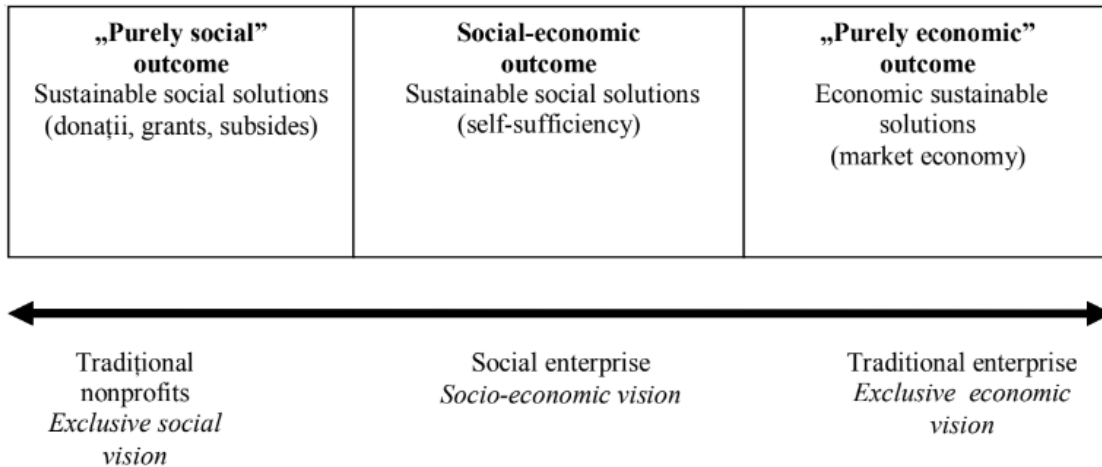 „Purely social”
outcome
Sustainable social solutions
(donații, grants, subsides)
Social-economic
outcome
Sustainable social solutions
(self-sufficiency)
„Purely economic”
outcome
Economic sustainable
solutions
(market economy)
Tradițional
nonprofits
Exclusive social
vision
Social enterprise
Socio-economic vision
Traditional enterprise
Exclusive economic
vision